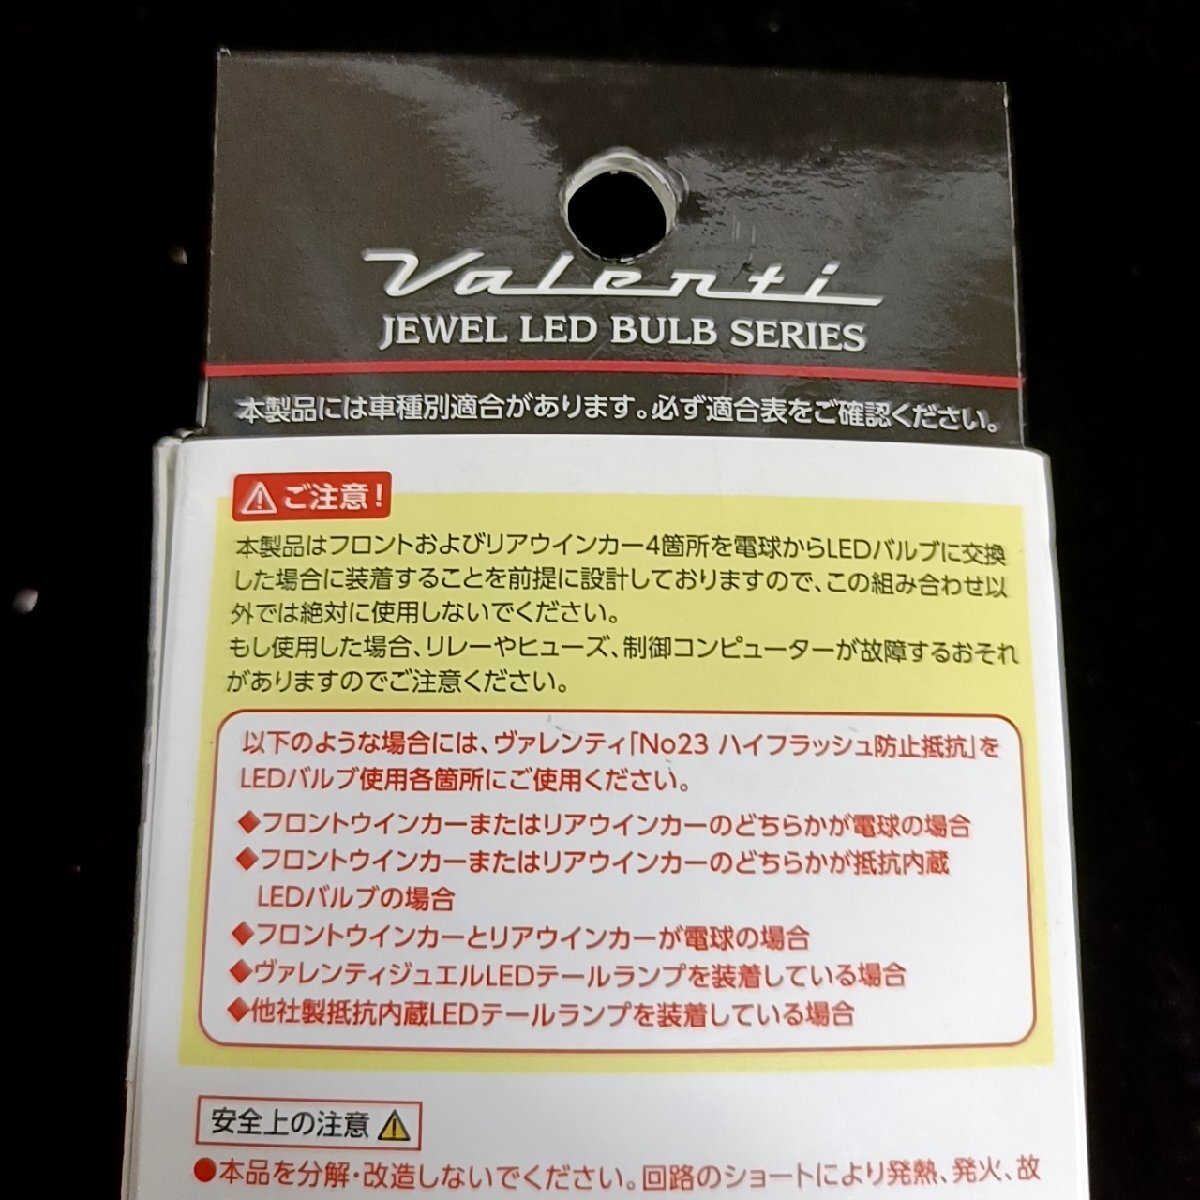 Valenti
JEWEL LED BULB SERIES
本製品には車種別適合があります。必ず適合表をご確認ください。
ご注意!
本製品はフロントおよびリアウインカー4箇所を電球からLEDバルブに交換
した場合に装着することを前提に設計しておりますので、この組み合わせ以
外では絶対に使用しないでください。
もし使用した場合、リレーやヒューズ、制御コンピューターが故障するおそれ
がありますのでご注意ください。
以下のような場合には、ヴァレンティ「No23 ハイフラッシュ防止抵抗」を
LEDバルブ使用各箇所にご使用ください。
◆フロントウインカーまたはリアウインカーのどちらかが電球の場合
◆フロントウインカーまたはリアウインカーのどちらかが抵抗内蔵
LEDバルブの場合
◆フロントウインカーとリアウインカーが電球の場合
◆ヴァレンティジュエルLEDテールランプを装着している場合
◆他社製抵抗内蔵LEDテールランプを装着している場合
安全上の注意
●本品を分解・改造しないでください。回路のショートにより発熱、発火、故